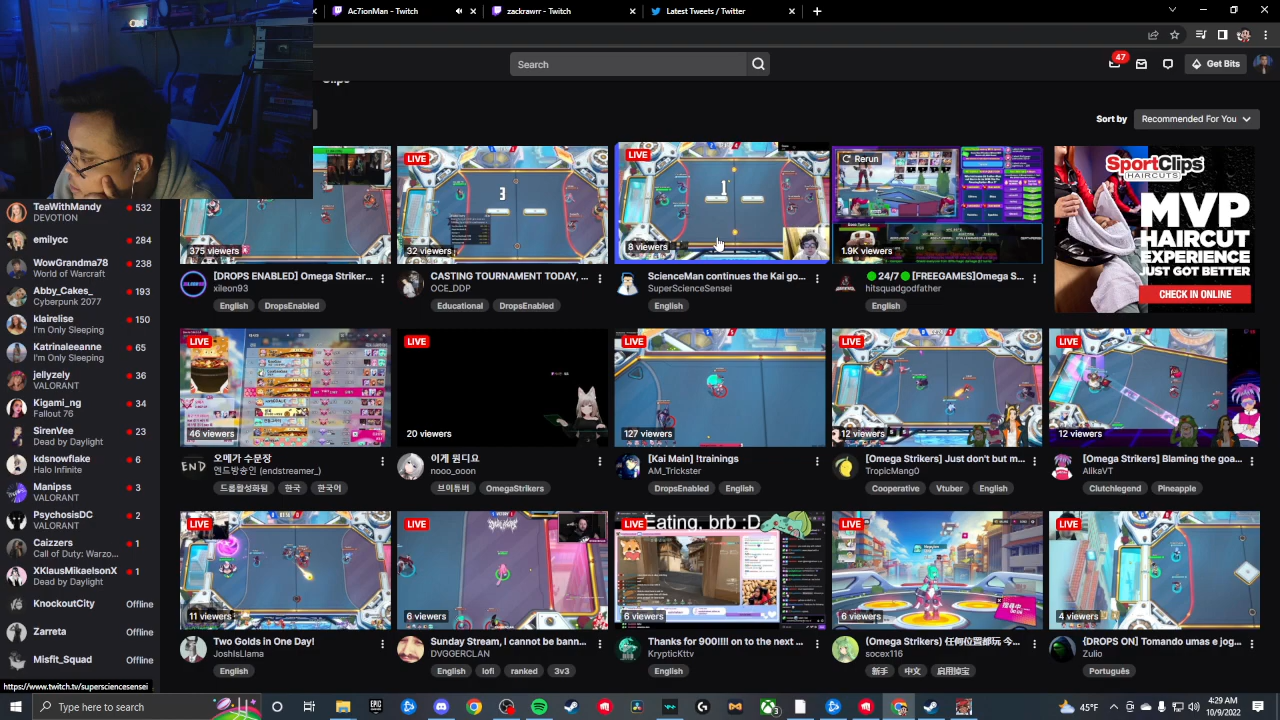 Ac7ionMan - Twitch
zackrawrr - Twitch
Latest Tweets / Twitter
Search
47
Get Bits
Clips
Sort by
Recommended For You
TeaWithMandy
532
DEVOTION
emilycc
284
WowGrandma78
233
World of Warcraft
Abby_Cakes_
193
Cyberpunk 2077
klairelise
150
I'm Only Sleeping
Katrinaleeanne
65
I'm Only Sleeping
jellyzely
36
VALORANT
Kigami_ng
34
Fallout 76
SirenVee
23
Dead by Daylight
kdsnowflake
6
Halo Infinite
Manipss
3
VALORANT
PsychosisDC
2
VALORANT
Caizzers
1
Call of Duty: Modern...
XKlausMikaelsonX
1
Dead by Daylight
KnockoutCity
Offline
Larreta
Offline
Misfit_Squad
Offline
https://www.twitch.tv/supersciencesensei
375 viewers
[DROPS ENABLED] Omega Striker...
xileon93
English
DropsEnabled
LIVE
3
32 viewers
CASTING TOURNAMENT TODAY, ...
OCE_DDP
Educational
DropsEnabled
LIVE
1
8 viewers
ScienceMan continues the Kai go...
SuperScienceSensei
English
Rerun
1.9K viewers
24/7 [FREEGAMES]Omega S...
hitsquadgodfather
English
SportClips
HAIRCUTS
MVP
HAIRCUT
EXPERIENCE
JUST GOT BETTER
CHECK IN ONLINE
LIVE
46 viewers
오메가 수문장
엔드방송인 (endstreamer_)
드롭활성화됨
한국
한국어
END
LIVE
20 viewers
이게 뭔디요
nooo_ooon
브이튜버
OmegaStrikers
LIVE
127 viewers
[Kai Main] !trainings
AM_Trickster
DropsEnabled
English
LIVE
12 viewers
[Omega Strikers] Just don't but m...
TropicMang0
Cooperative
Vtuber
English
LIVE
12 viewers
[Omega Strikers] Blaming the goa...
AlikaVT
Clutchlegend
PIneapple
LIVE
11 viewers
Two Golds in One Day!
JoshIsLlama
English
LIVE
6 viewers
Sunday Stream, I cannot be bann...
DVGGERCLAN
English
lofi
ranked
3v3
LIVE
Eating, brb :D
6 viewers
Thanks for 900!!!! on to the next ...
KrypticKttv
English
LIVE
6 viewers
(Omega Strikers) 任何位置部玩 今...
socex116
新手
中文
启用掉宝
LIVE
4 viewers
[DROPS ON] Tomando umas e jog...
Zulio
Português
Type here to search
45°F
4:29 AM
10/9/2022